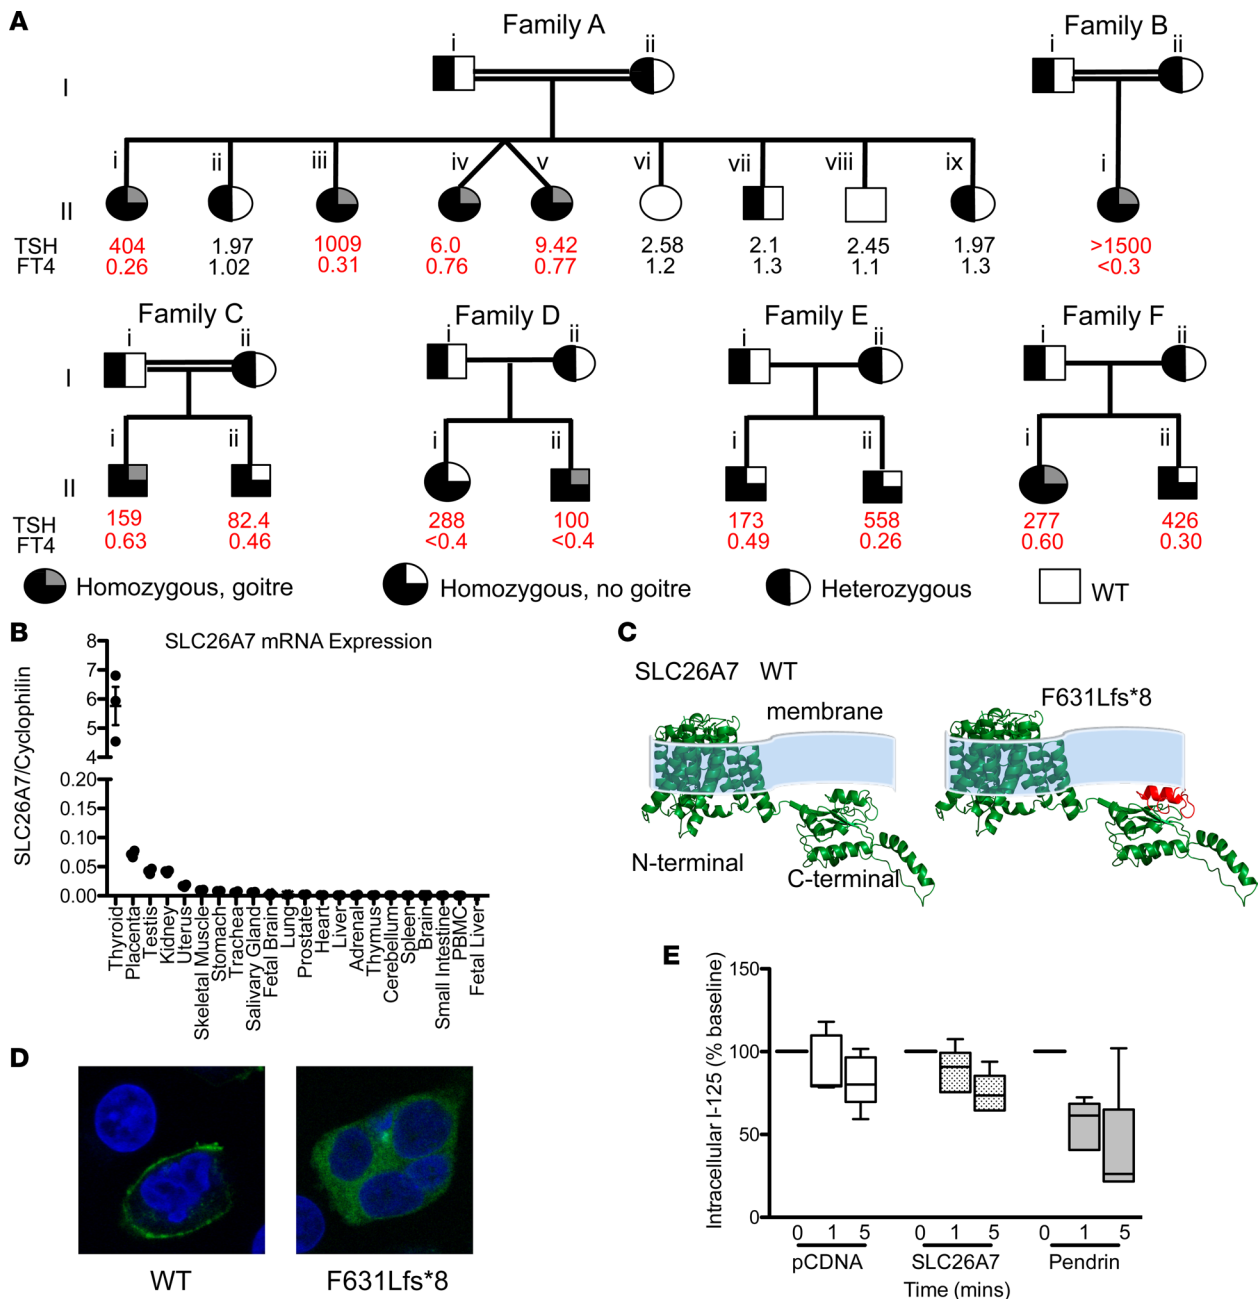 A
Family A
Family B
i
ii
i
ii
I
i
ii
iii
iv
v
vi
vii
viii
ix
i
II
TSH 404 1.97 1009 6.0 9.42 2.58 2.1 2.45 1.97 >1500
FT4 0.26 1.02 0.31 0.76 0.77 1.2 1.3 1.1 1.3 <0.3
Family C
Family D
Family E
Family F
i ii i ii i ii i ii
I
i ii i ii i ii i ii
II
TSH 159 82.4 288 100 173 558 277 426
FT4 0.63 0.46 <0.4 <0.4 0.49 0.26 0.60 0.30
Homozygous, goitre
Homozygous, no goitre
Heterozygous
WT
B
SLC26A7 mRNA Expression
SLC26A7/Cyclophilin
8
7
6
5
4
0.20
0.15
0.10
0.05
0.00
Thyroid
Placenta
Testis
Kidney
Uterus
Skeletal Muscle
Stomach
Trachea
Salivary Gland
Fetal Brain
Lung
Prostate
Heart
Liver
Adrenal
Thymus
Cerebellum
Spleen
Brain
Small Intestine
PBMC
Fetal Liver
C
SLC26A7 WT
F631Lfs*8
membrane
N-terminal
C-terminal
D
WT
F631Lfs*8
E
Intracellular I-125 (% baseline)
150
100
50
0
0 1 5 0 1 5 0 1 5
pCDNA SLC26A7 Pendrin
Time (mins)